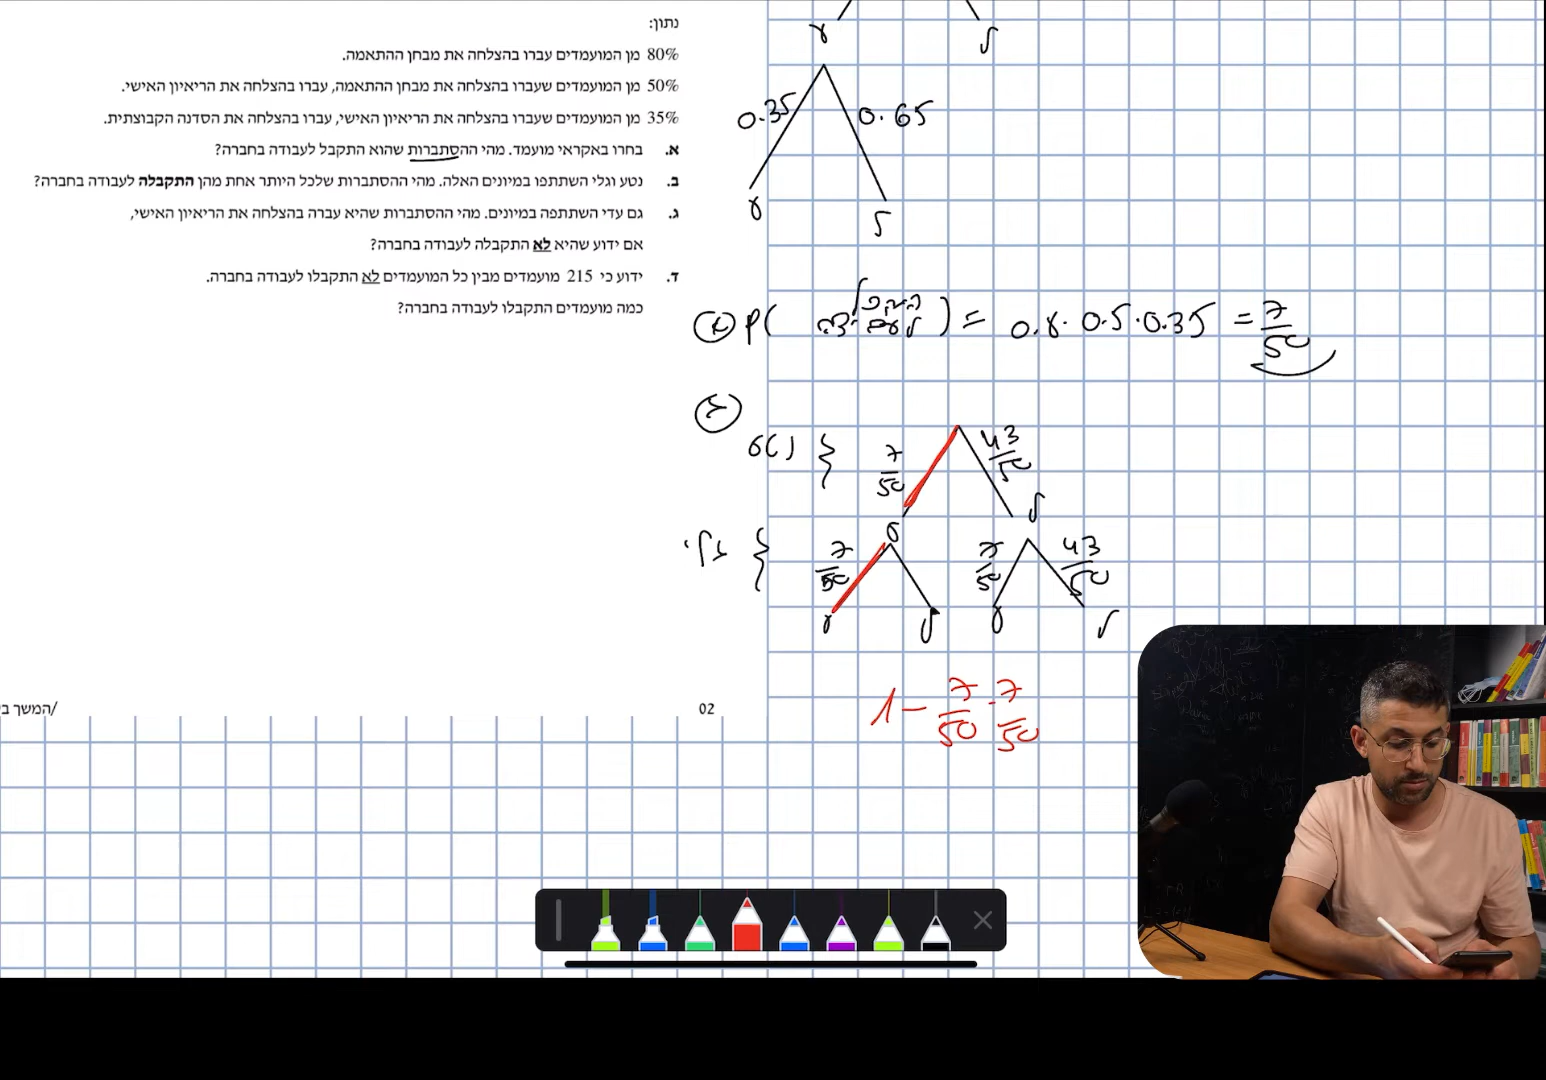 נתון:
80% מן המועמדים עברו בהצלחה את מבחן ההתאמה.
50% מן המועמדים שעברו בהצלחה את מבחן ההתאמה, עברו בהצלחה את הריאיון האישי.
35% מן המועמדים שעברו בהצלחה את הריאיון האישי, עברו בהצלחה את הסדנה הקבוצתית.
א. בחרו באקראי מועמד. מהי ההסתברות שהוא התקבל לעבודה בחברה?
ב. נטע וגלי השתתפו במיונים האלה. מהי ההסתברות שלכל היותר אחת מהן התקבלה לעבודה בחברה?
ג. גם עדי השתתפה במיונים. מהי ההסתברות שהיא עברה בהצלחה את הריאיון האישי,
אם ידוע שהיא לא התקבלה לעבודה בחברה?
ד. ידוע כי 215 מועמדים מבין כל המועמדים לא התקבלו לעבודה בחברה.
כמה מועמדים התקבלו לעבודה בחברה?
/המשך ב
02
0.35 0.65
P( ) = 0.8 · 0.5 · 0.35 = 7/50
7/50 43/50
גלי
7/50 7/50 43/50
1 - 7/50 · 7/50